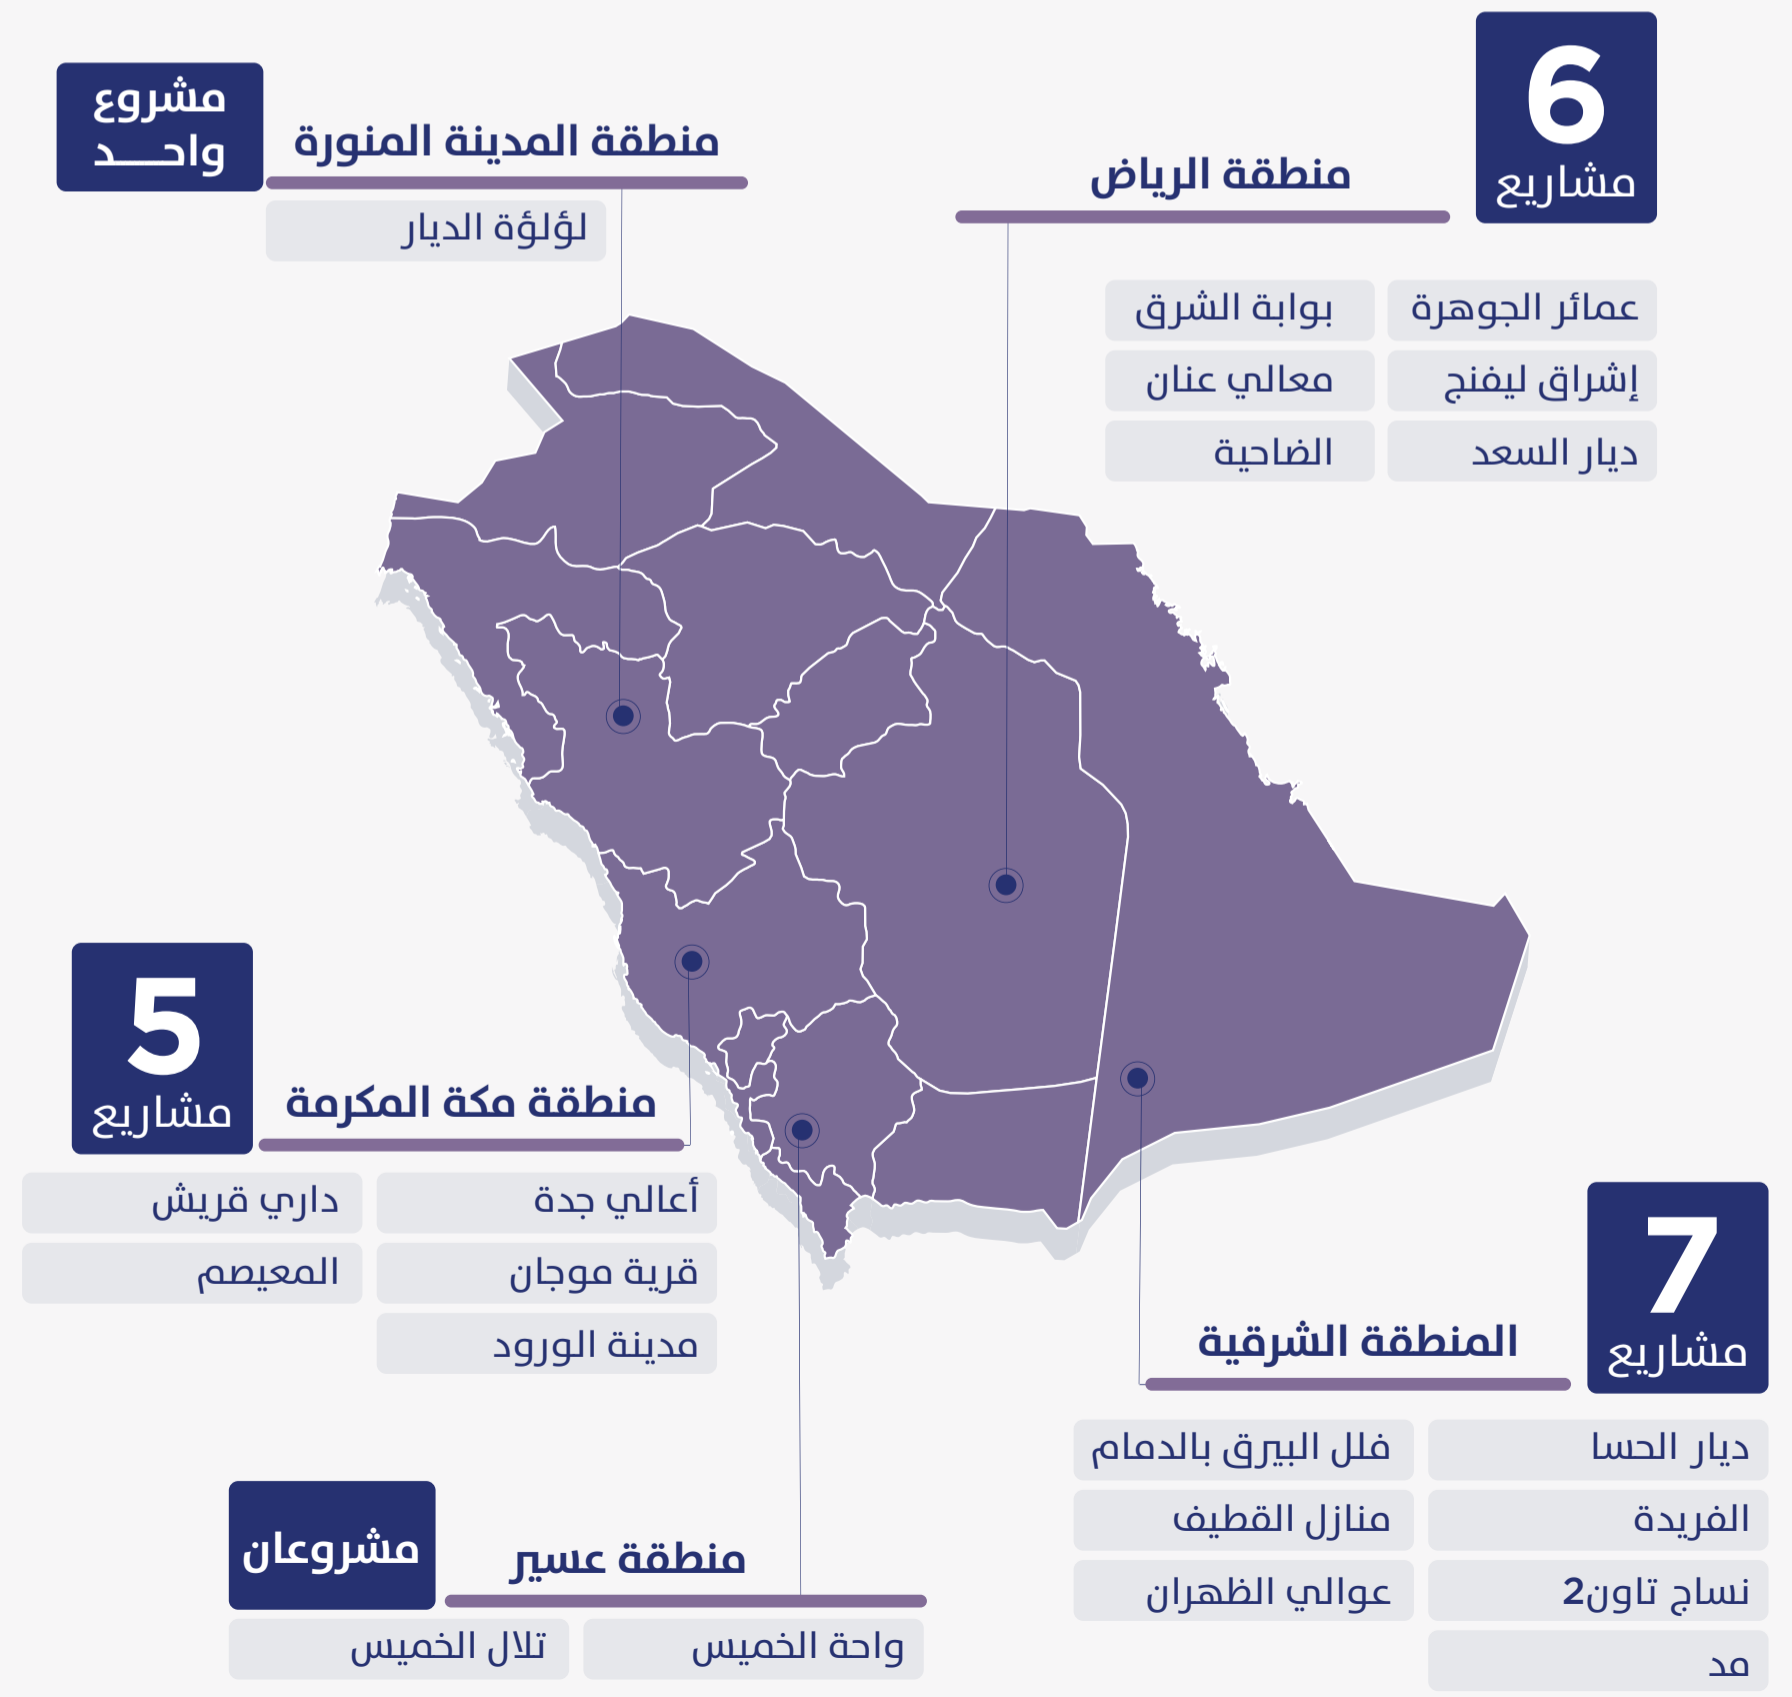 6
مشاريع
منطقة الرياض
عمائر الجوهرة
بوابة الشرق
إشراق ليفنج
معالي عنان
ديار السعد
الضاحية
منطقة المدينة المنورة
مشروع
واحـــد
لؤلؤة الديار
5
مشاريع
منطقة مكة المكرمة
أعالي جدة
داري قريش
قرية موجان
المعيصم
مدينة الورود
7
مشاريع
المنطقة الشرقية
ديار الحسا
فلل البيرق بالدمام
الفريدة
منازل القطيف
نساج تاون2
عوالي الظهران
مد
منطقة عسير
مشروعان
واحة الخميس
تلال الخميس